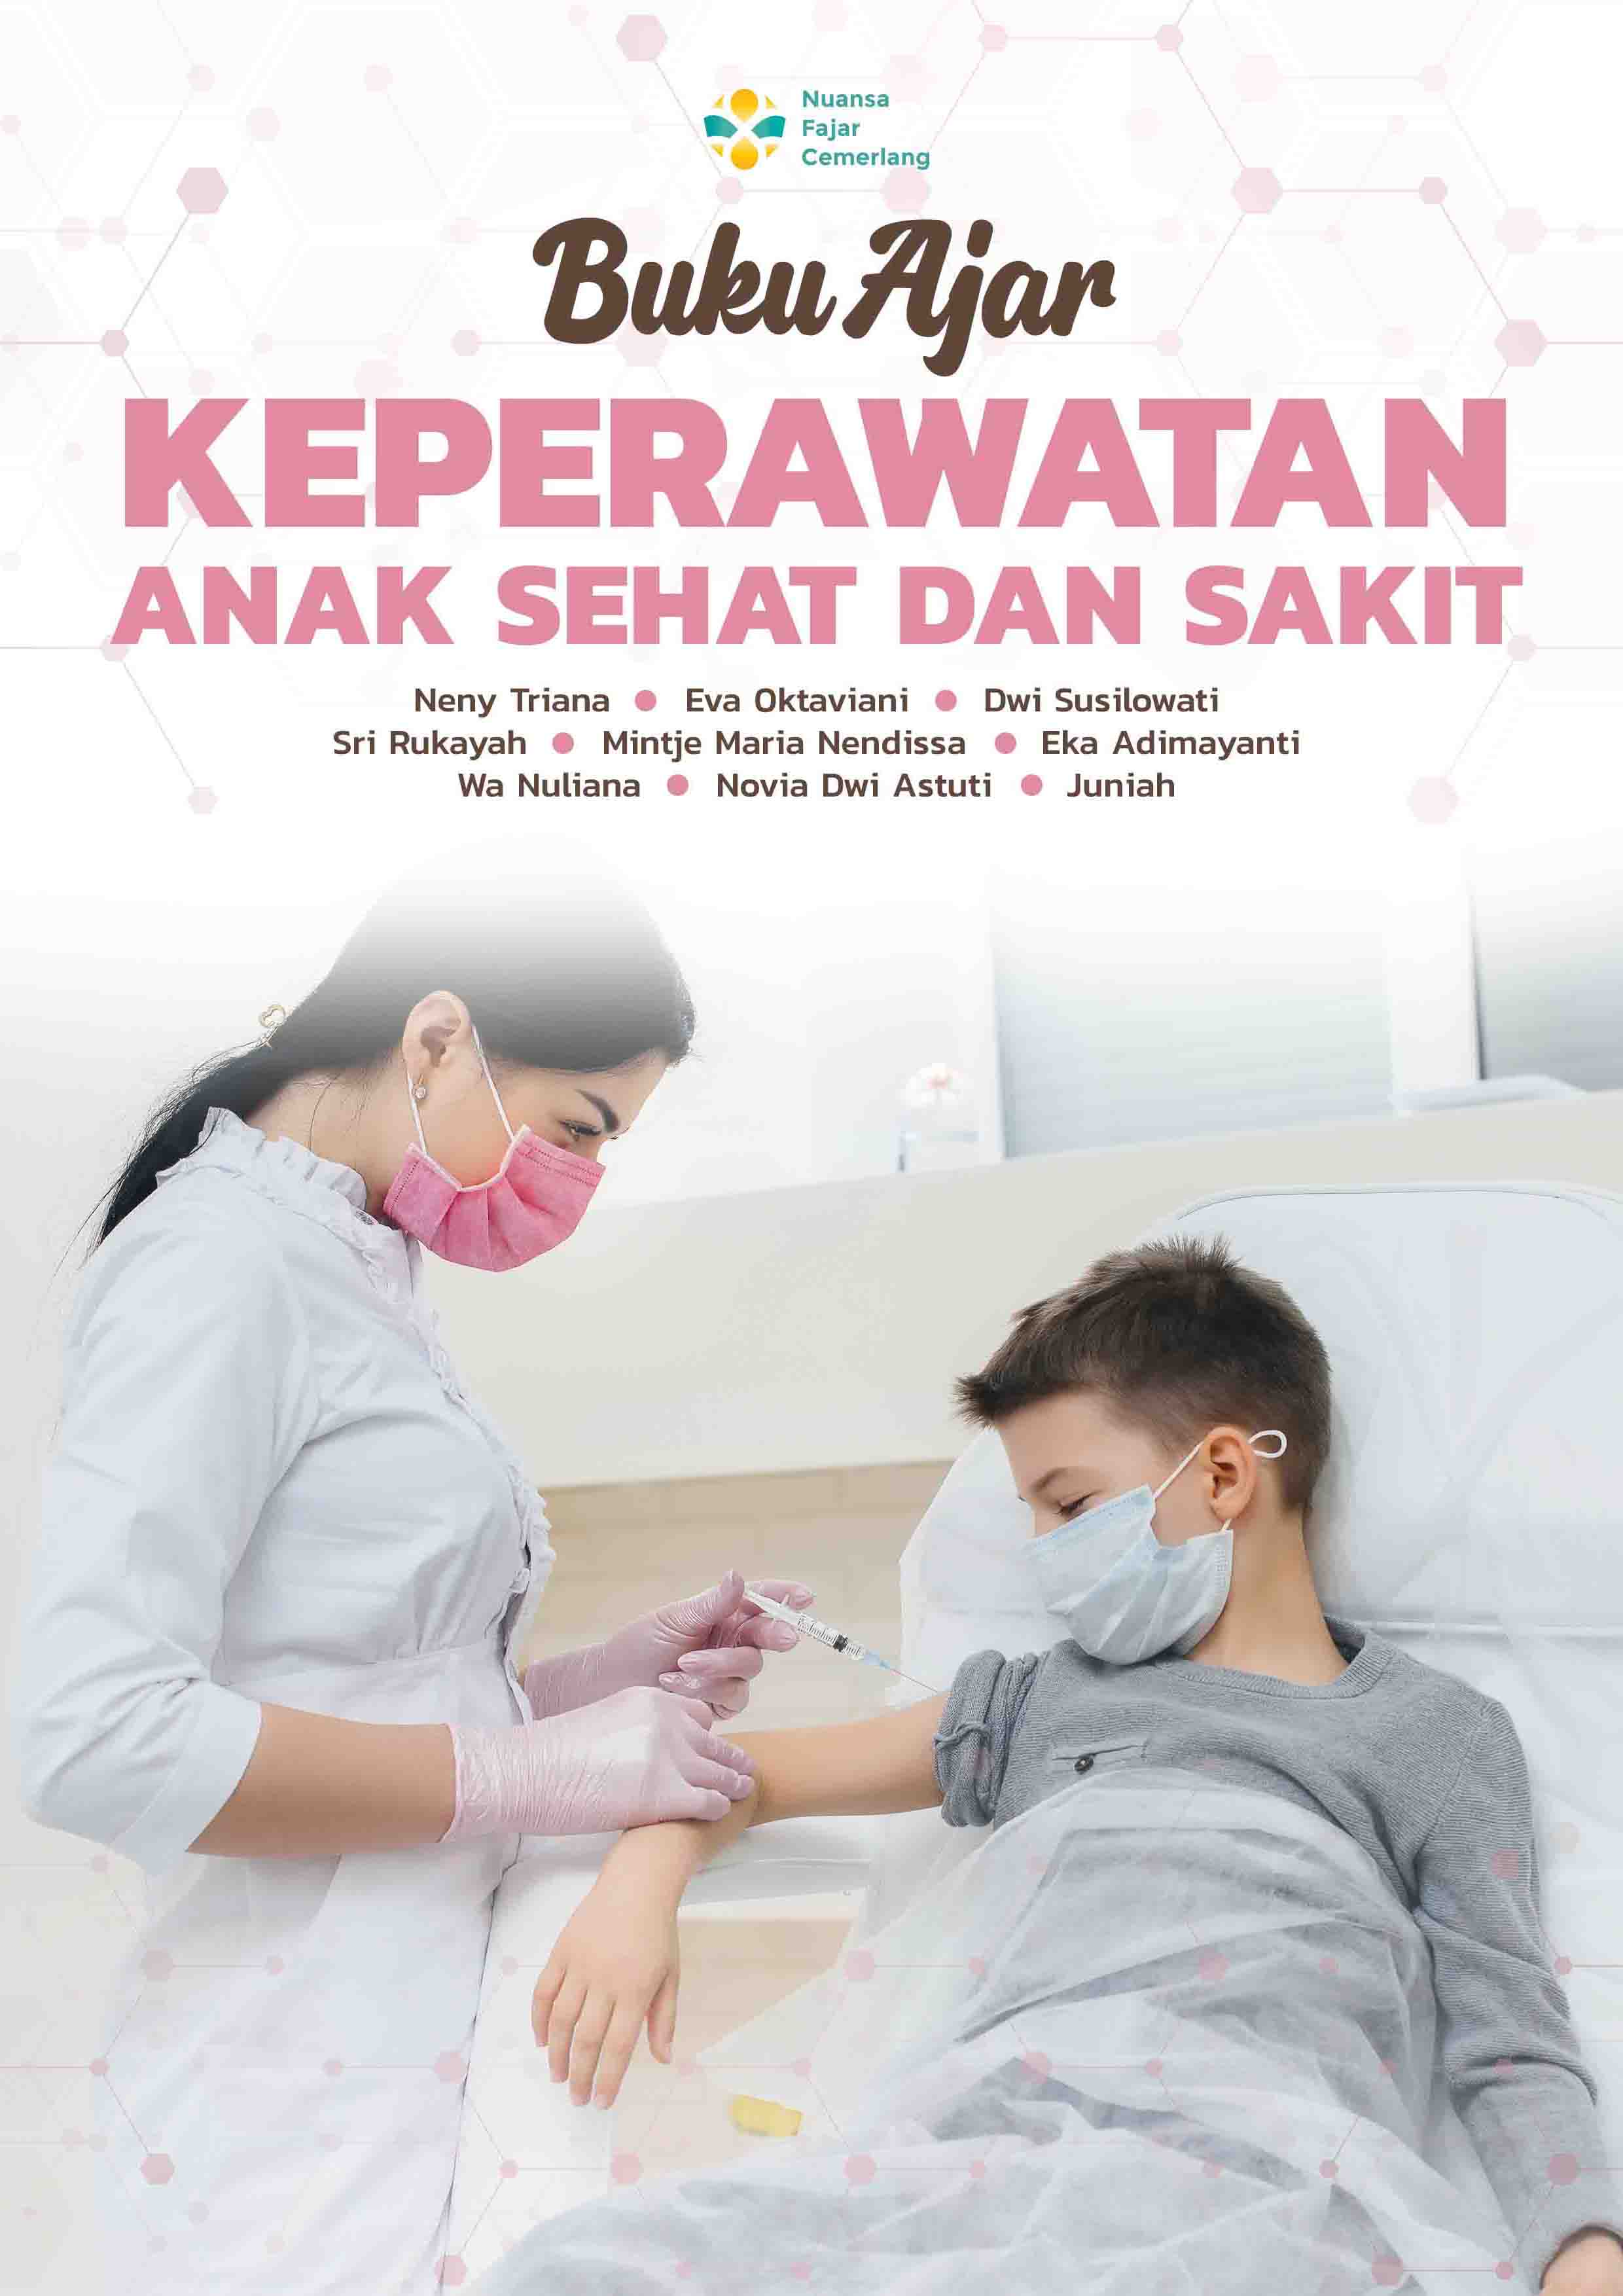 Nuansa
Fajar
Cemerlang
Buku Ajar
KEPERAWATAN
ANAK SEHAT DAN SAKIT
Neny Triana ● Eva Oktaviani ● Dwi Susilowati
Sri Rukayah ● Mintje Maria Nendissa ● Eka Adimayanti
Wa Nuliana ● Novia Dwi Astuti ● Juniah